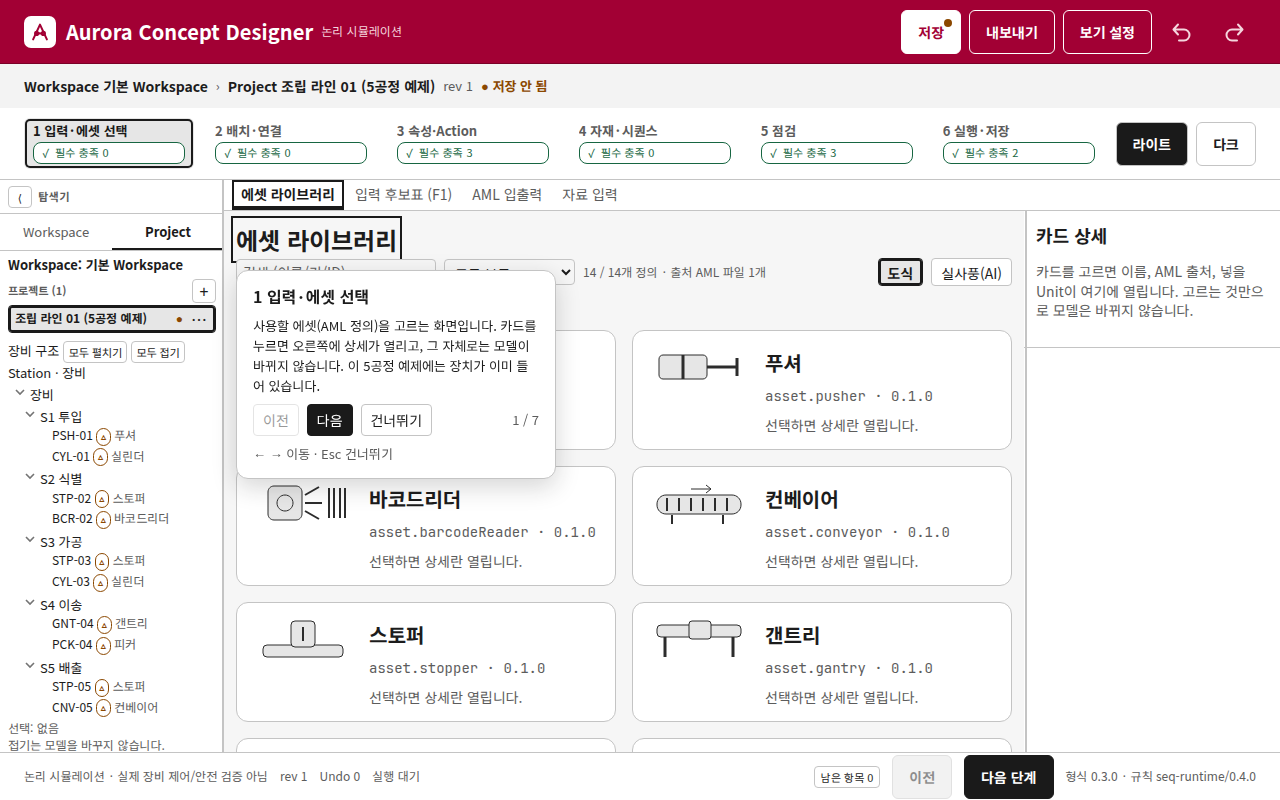 Aurora Concept Designer 논리 시뮬레이션
저장 내보내기 보기 설정
Workspace 기본 Workspace › Project 조립 라인 01 (5공정 예제) rev 1 ● 저장 안 됨
1 입력·에셋 선택 2 배치·연결 3 속성·Action 4 자재·시퀀스 5 점검 6 실행·저장
✓ 필수 충족 0 ✓ 필수 충족 0 ✓ 필수 충족 3 ✓ 필수 충족 0 ✓ 필수 충족 3 ✓ 필수 충족 2
라이트 다크
⟨ 탐색기
Workspace Project
Workspace: 기본 Workspace
프로젝트 (1) +
조립 라인 01 (5공정 예제) ● ⋯
장비 구조 모두 펼치기 모두 접기
Station · 장비
장비
S1 투입
PSH-01 푸셔
CYL-01 실린더
S2 식별
STP-02 스토퍼
BCR-02 바코드리더
S3 가공
STP-03 스토퍼
CYL-03 실린더
S4 이송
GNT-04 갠트리
PCK-04 피커
S5 배출
STP-05 스토퍼
CNV-05 컨베이어
선택: 없음
접기는 모델을 바꾸지 않습니다.
에셋 라이브러리 입력 후보표 (F1) AML 입출력 자료 입력
에셋 라이브러리
14 / 14개 정의 · 출처 AML 파일 1개
도식 실사풍(AI)
1 입력·에셋 선택
사용할 에셋(AML 정의)을 고르는 화면입니다. 카드를
누르면 오른쪽에 상세가 열리고, 그 자체로는 모델이
바뀌지 않습니다. 이 5공정 예제에는 장치가 이미 들
어 있습니다.
이전 다음 건너뛰기 1 / 7
← → 이동 · Esc 건너뛰기
푸셔
asset.pusher · 0.1.0
선택하면 상세란 열립니다.
바코드리더
asset.barcodeReader · 0.1.0
선택하면 상세란 열립니다.
컨베이어
asset.conveyor · 0.1.0
선택하면 상세란 열립니다.
스토퍼
asset.stopper · 0.1.0
선택하면 상세란 열립니다.
갠트리
asset.gantry · 0.1.0
선택하면 상세란 열립니다.
카드 상세
카드를 고르면 이름, AML 출처, 넣을
Unit이 여기에 열립니다. 고르는 것만으
로 모델은 바뀌지 않습니다.
논리 시뮬레이션 · 실제 장비 제어/안전 검증 아님 rev 1 Undo 0 실행 대기
남은 항목 0 이전 다음 단계 형식 0.3.0 · 규칙 seq-runtime/0.4.0